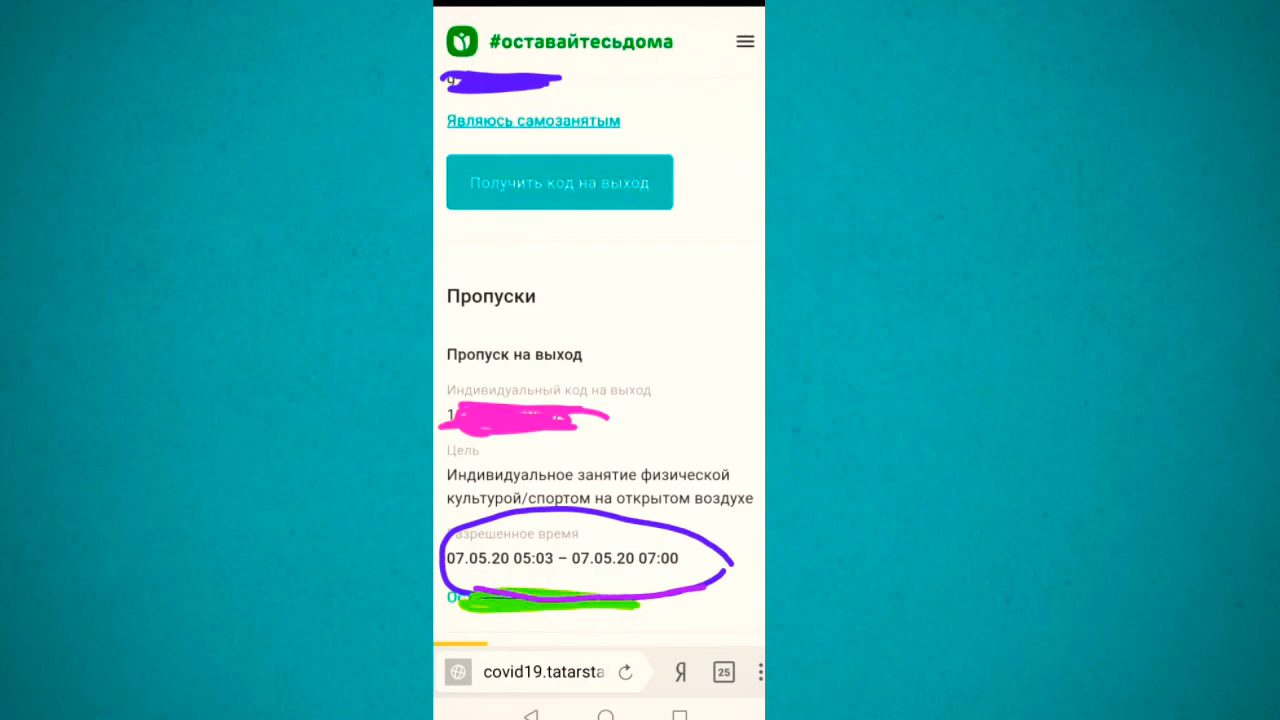 #оставайтесьдома
Являюсь самозанятым
Получить код на выход
Пропуски
Пропуск на выход
Индивидуальный код на выход
Цель
Индивидуальное занятие физической
культурой/спортом на открытом воздухе
время
07.05.20 05:03 – 07.05.20 07:00
covid19.tatarsta
Я
25